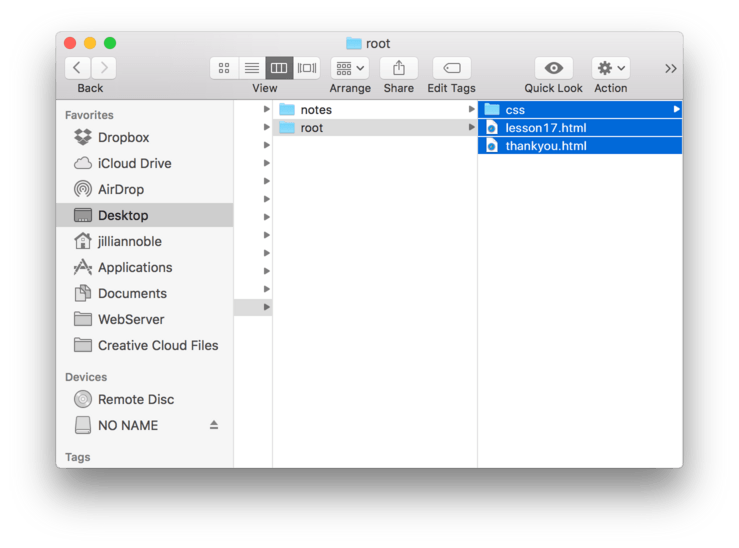 root
Back
View
Arrange
Share
Edit Tags
Quick Look
Action
Favorites
Dropbox
iCloud Drive
AirDrop
Desktop
jilliannoble
Applications
Documents
WebServer
Creative Cloud Files
Devices
Remote Disc
NO NAME
Tags
notes
root
css
lesson17.html
thankyou.html